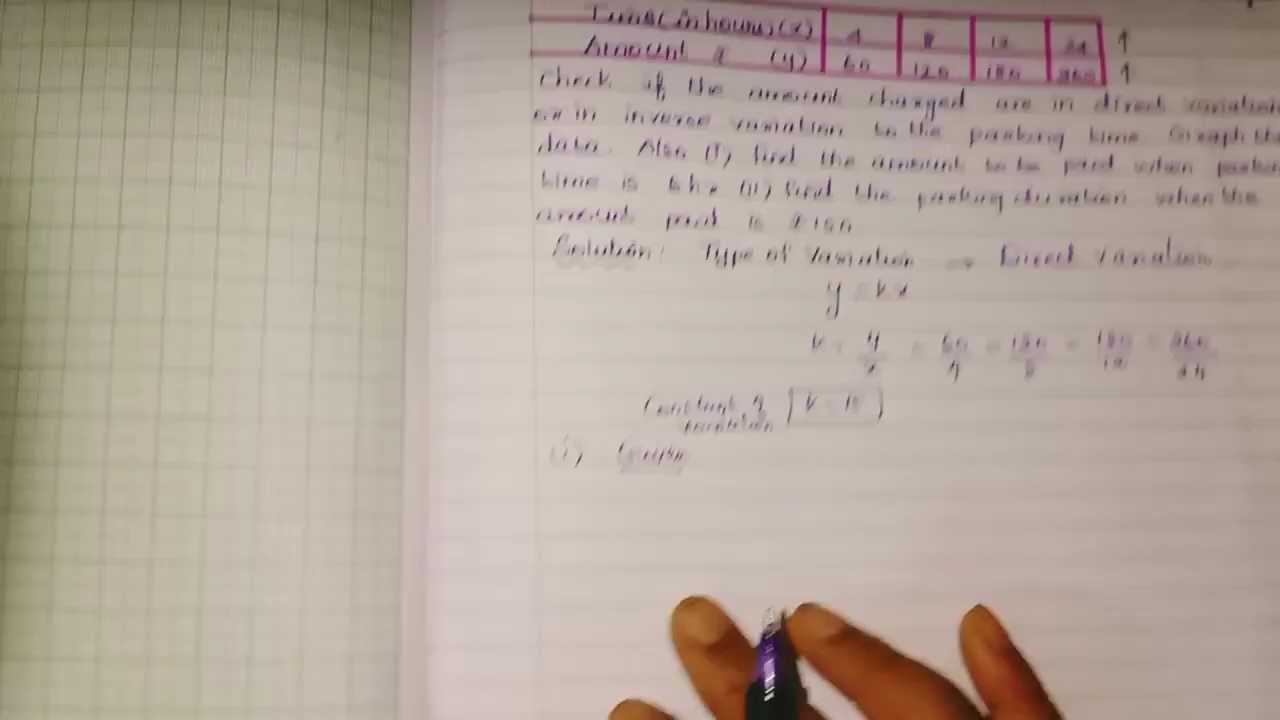 Time (in hours) (x) 4 8 12 24 ↑
Amount ₹ (y) 60 120 180 360 ↑
Check if the amount charged are in direct variation
or in inverse variation to the parking time. Graph the
data. Also (i) find the amount to be paid when parking
time is 6 hr (ii) find the parking duration when the
amount paid is ₹150
Solution: Type of Variation → Direct Variation
y = kx
k = y/x = 60/4 = 120/8 = 180/12 = 360/24
Constant of variation k = 15
(i)